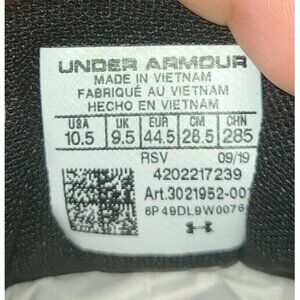 UNDER ARMOUR
MADE IN VIETNAM
FABRIQUÉ AU VIETNAM
HECHO EN VIETNAM
USA UK EUR CM CHN
10.5 9.5 44.5 28.5 285
RSV 09/19
4202217239
Art.3021952-001
6P49DL9W0076